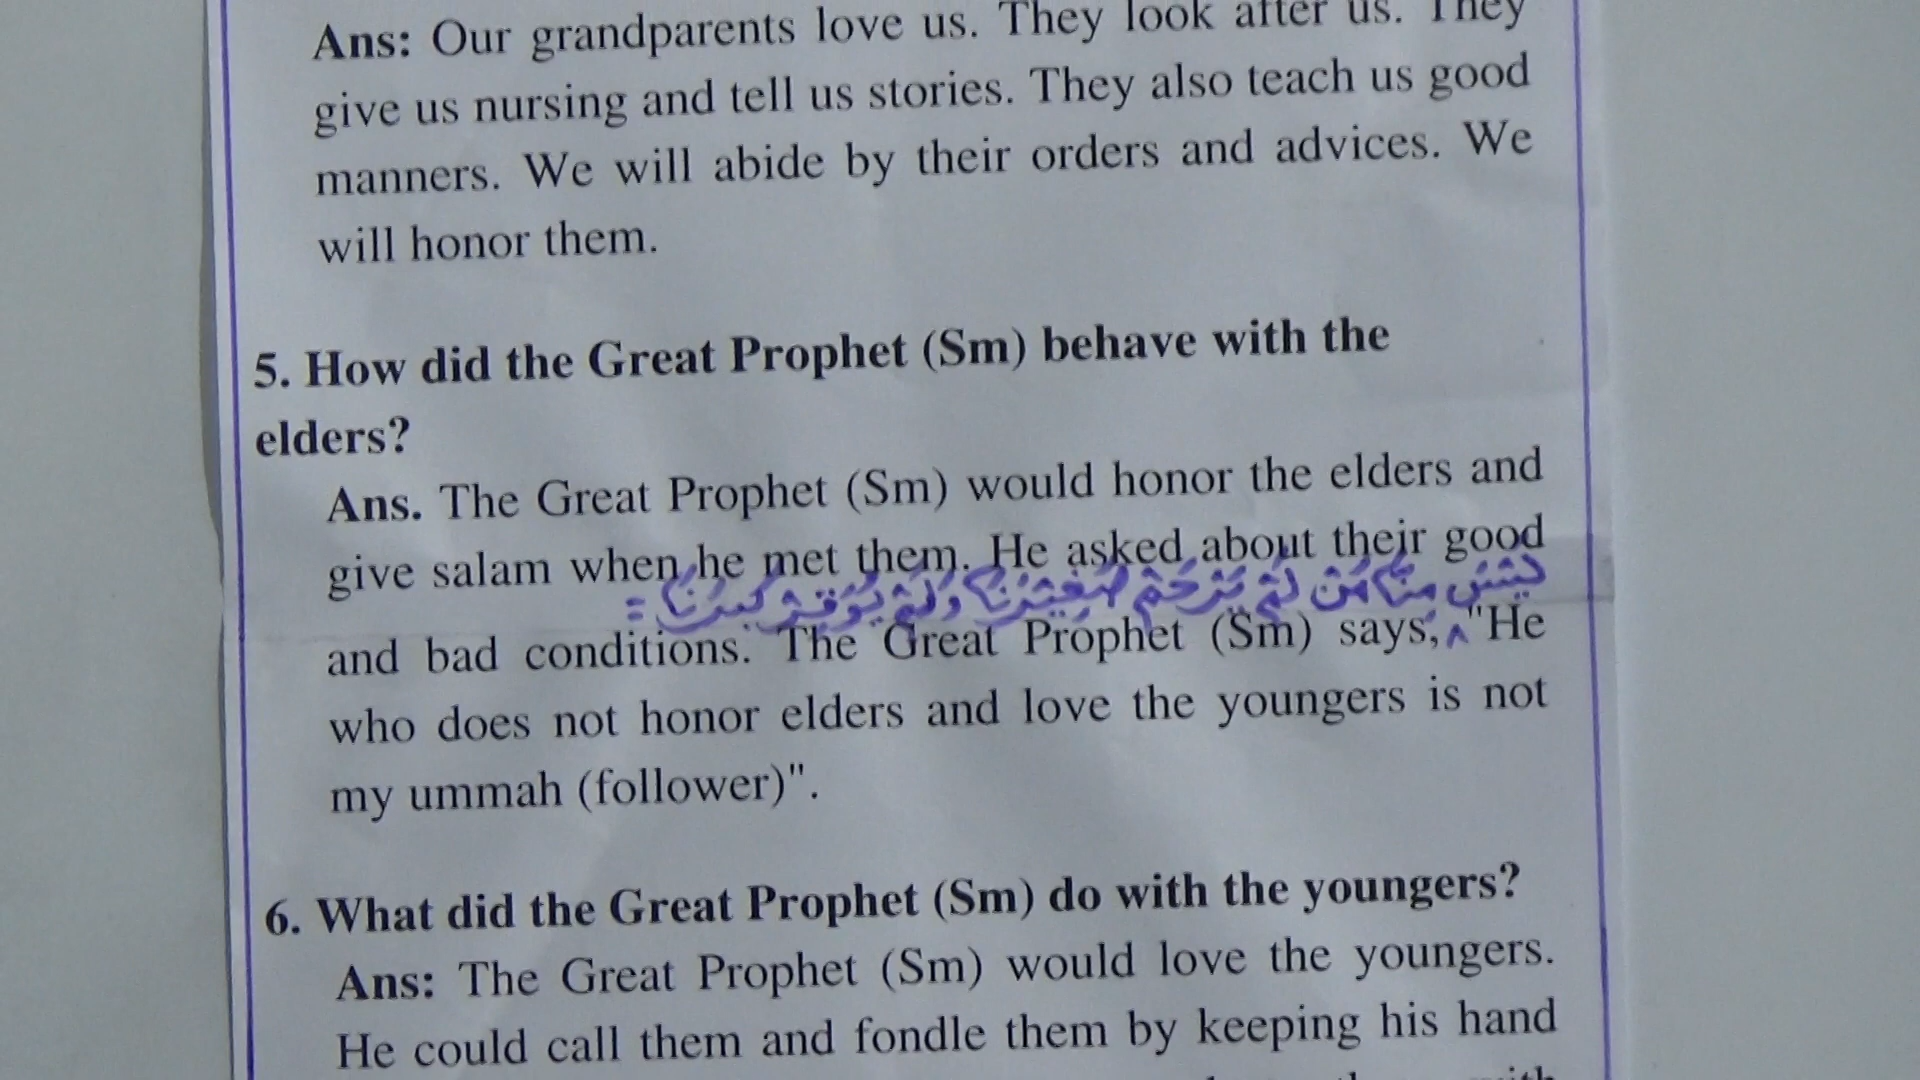 Ans: Our grandparents love us. They look after us. They
give us nursing and tell us stories. They also teach us good
manners. We will abide by their orders and advices. We
will honor them.
5. How did the Great Prophet (Sm) behave with the
elders?
Ans. The Great Prophet (Sm) would honor the elders and
give salam when he met them. He asked about their good
لَيْسَ مِنَّا مَنْ لَمْ يَرْحَمْ صَغِيْرَنَا وَلَمْ يُوَقِّرْ كَبِيْرَنَا =
and bad conditions. The Great Prophet (Sm) says, ^ "He
who does not honor elders and love the youngers is not
my ummah (follower)".
6. What did the Great Prophet (Sm) do with the youngers?
Ans: The Great Prophet (Sm) would love the youngers.
He could call them and fondle them by keeping his hand